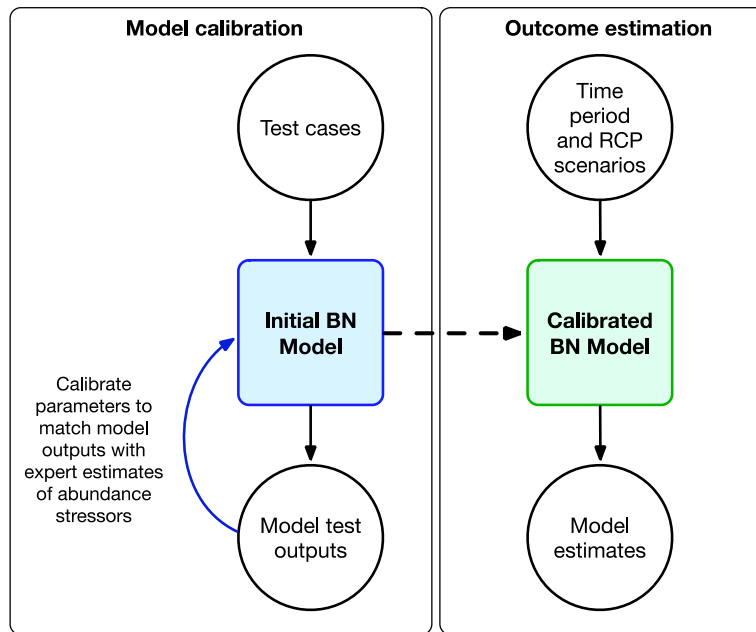 Model calibration
Test cases
Initial BN
Model
Calibrate
parameters to
match model
outputs with
expert estimates
of abundance
stressors
Model test
outputs
Outcome estimation
Time
period
and RCP
scenarios
Calibrated
BN Model
Model
estimates